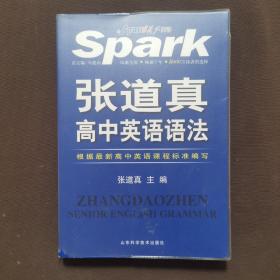 Spark
张道真
高中英语语法
根据最新高中英语课程标准编写
张道真 主编
ZHANGDAOZHEN
SENIOR ENGLISH GRAMMAR
山东科学技术出版社